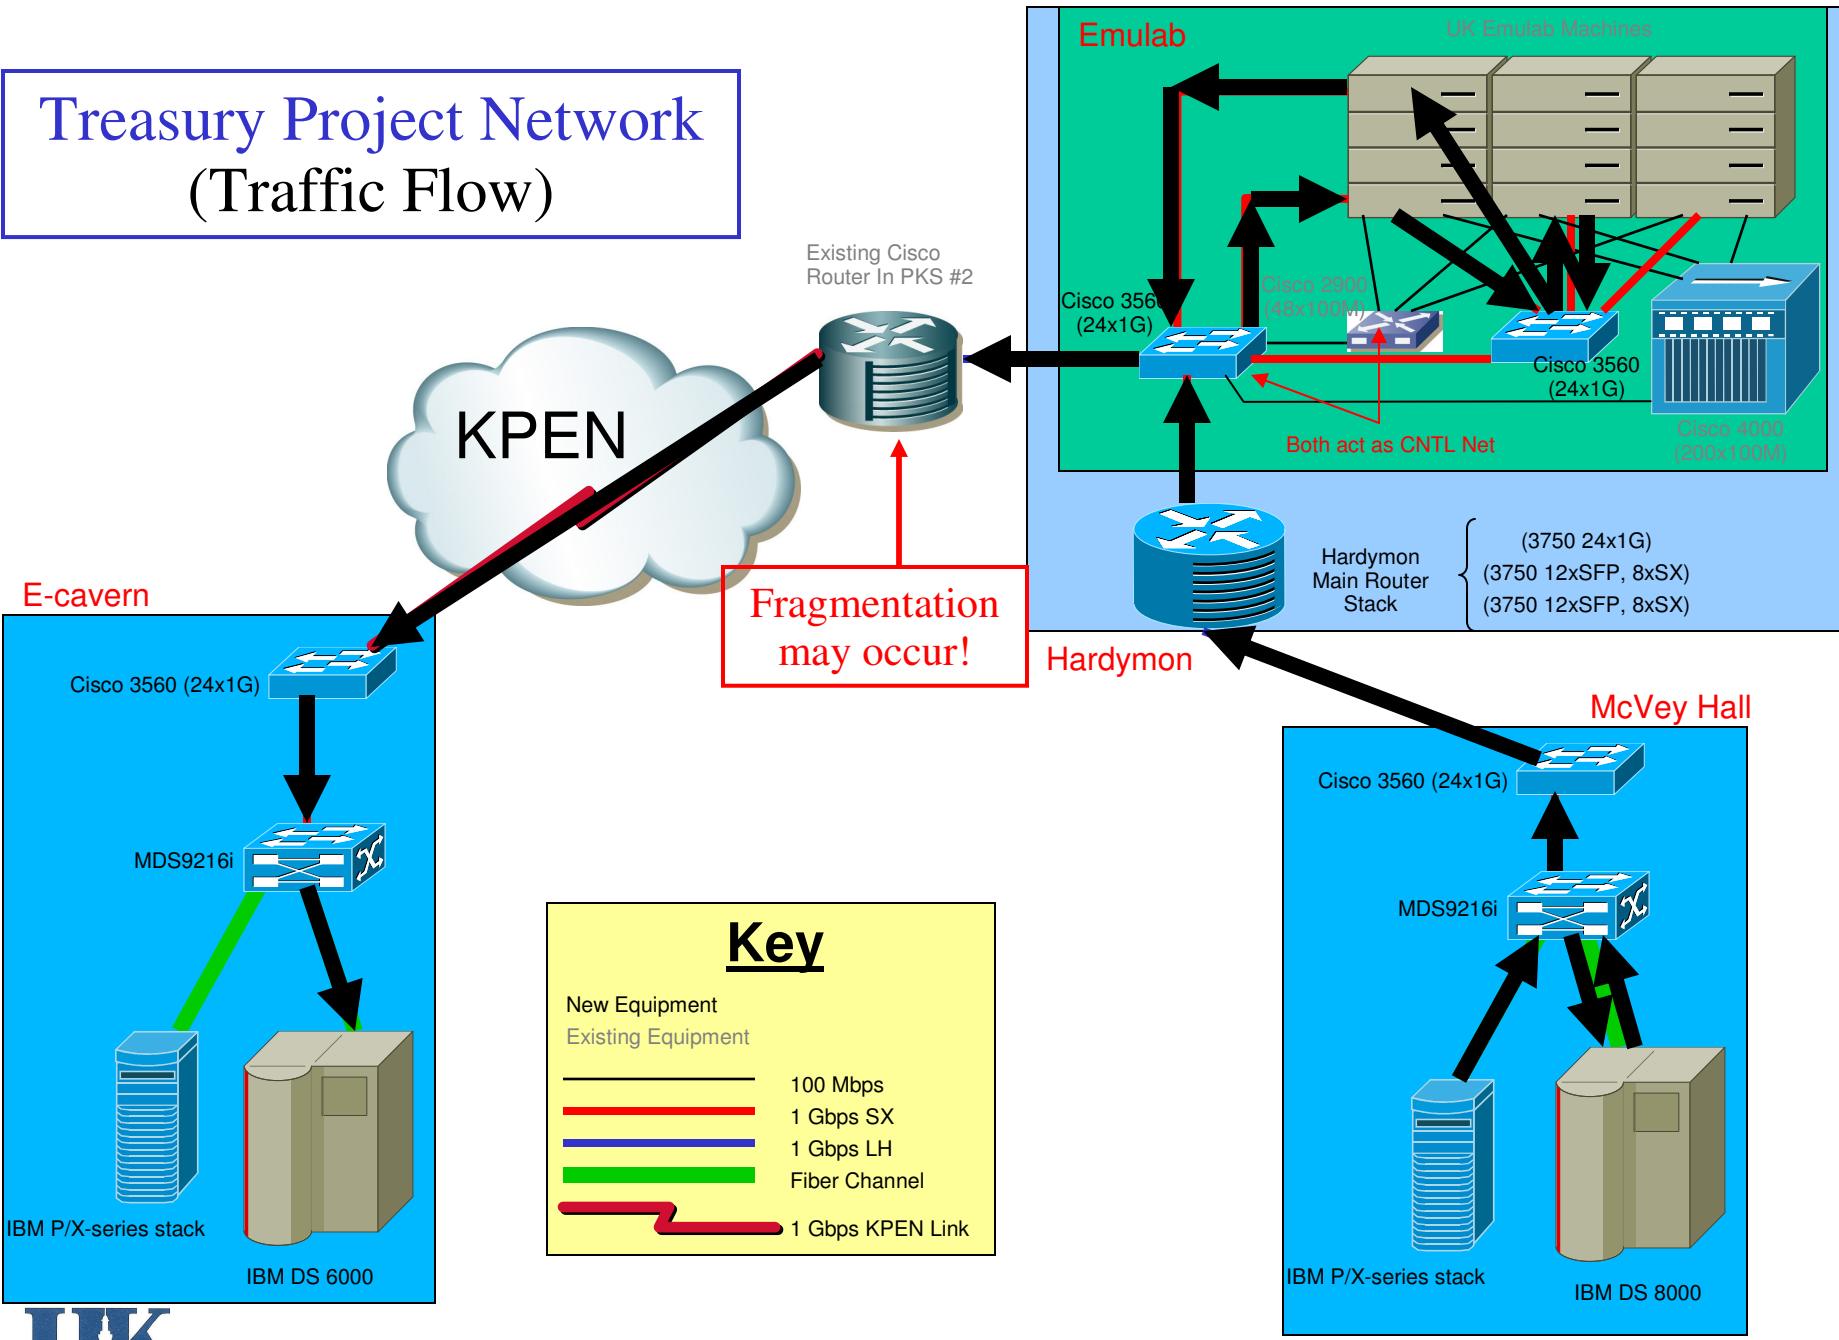 Treasury Project Network
(Traffic Flow)
Emulab
UK Emulab Machines
Existing Cisco
Router In PKS #2
Cisco 3560
(24x1G)
Cisco 2900
(48x100M)
Cisco 3560
(24x1G)
Cisco 4000
(200x100M)
Both act as CNTL Net
KPEN
Hardymon
Main Router
Stack
(3750 24x1G)
(3750 12xSFP, 8xSX)
(3750 12xSFP, 8xSX)
Fragmentation
may occur!
Hardymon
E-cavern
Cisco 3560 (24x1G)
MDS9216i
IBM P/X-series stack
IBM DS 6000
McVey Hall
Cisco 3560 (24x1G)
MDS9216i
IBM P/X-series stack
IBM DS 8000
Key
New Equipment
Existing Equipment
100 Mbps
1 Gbps SX
1 Gbps LH
Fiber Channel
1 Gbps KPEN Link
UK